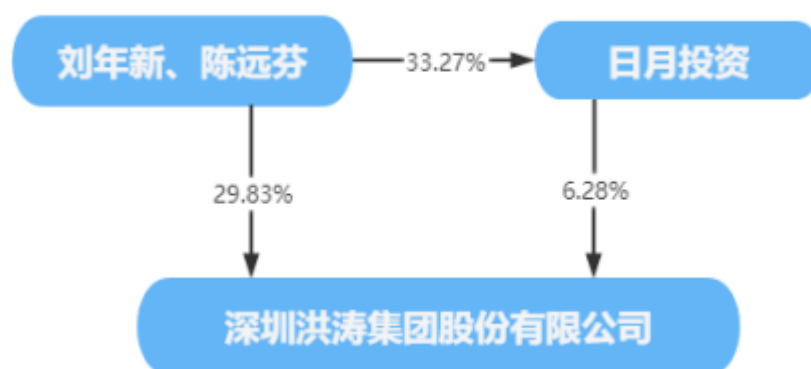 刘年新、陈远芬
33.27%
日月投资
29.83%
6.28%
深圳洪涛集团股份有限公司